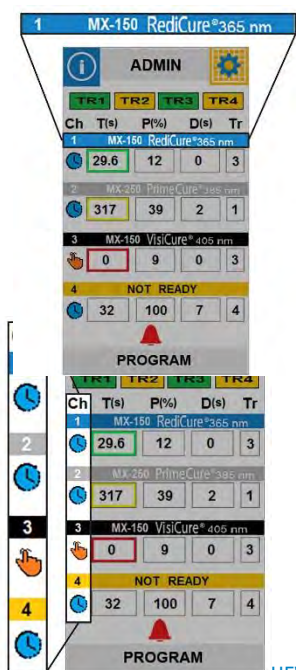 1 MX-150 RediCure®365 nm
i ADMIN
TR1 TR2 TR3 TR4
Ch T(s) P(%) D(s) Tr
1 MX-150 RediCure®365 nm
29.6 12 0 3
2 MX-250 PrimeCure®385 nm
317 39 2 1
3 MX-150 VisiCure®405 nm
0 9 0 3
4 NOT READY
32 100 7 4
PROGRAM
TR1 TR2 TR3 TR4
Ch T(s) P(%) D(s) Tr
1 MX-150 RediCure®365 nm
29.6 12 0 3
2 MX-250 PrimeCure®385 nm
317 39 2 1
3 MX-150 VisiCure®405 nm
0 9 0 3
4 NOT READY
32 100 7 4
PROGRAM
2
3
4